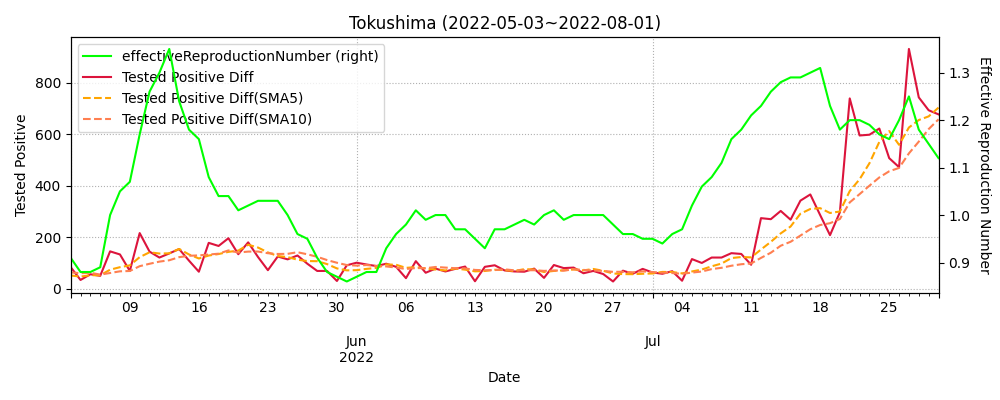 Tokushima (2022-05-03~2022-08-01)
effectiveReproductionNumber (right)
Tested Positive Diff
Tested Positive Diff(SMA5)
Tested Positive Diff(SMA10)
Tested Positive
800
600
400
200
0
1.3
1.2
1.1
1.0
0.9
Effective Reproduction Number
09 16 23 30 06 13 20 27 04 11 18 25
Jun Jul
2022
Date